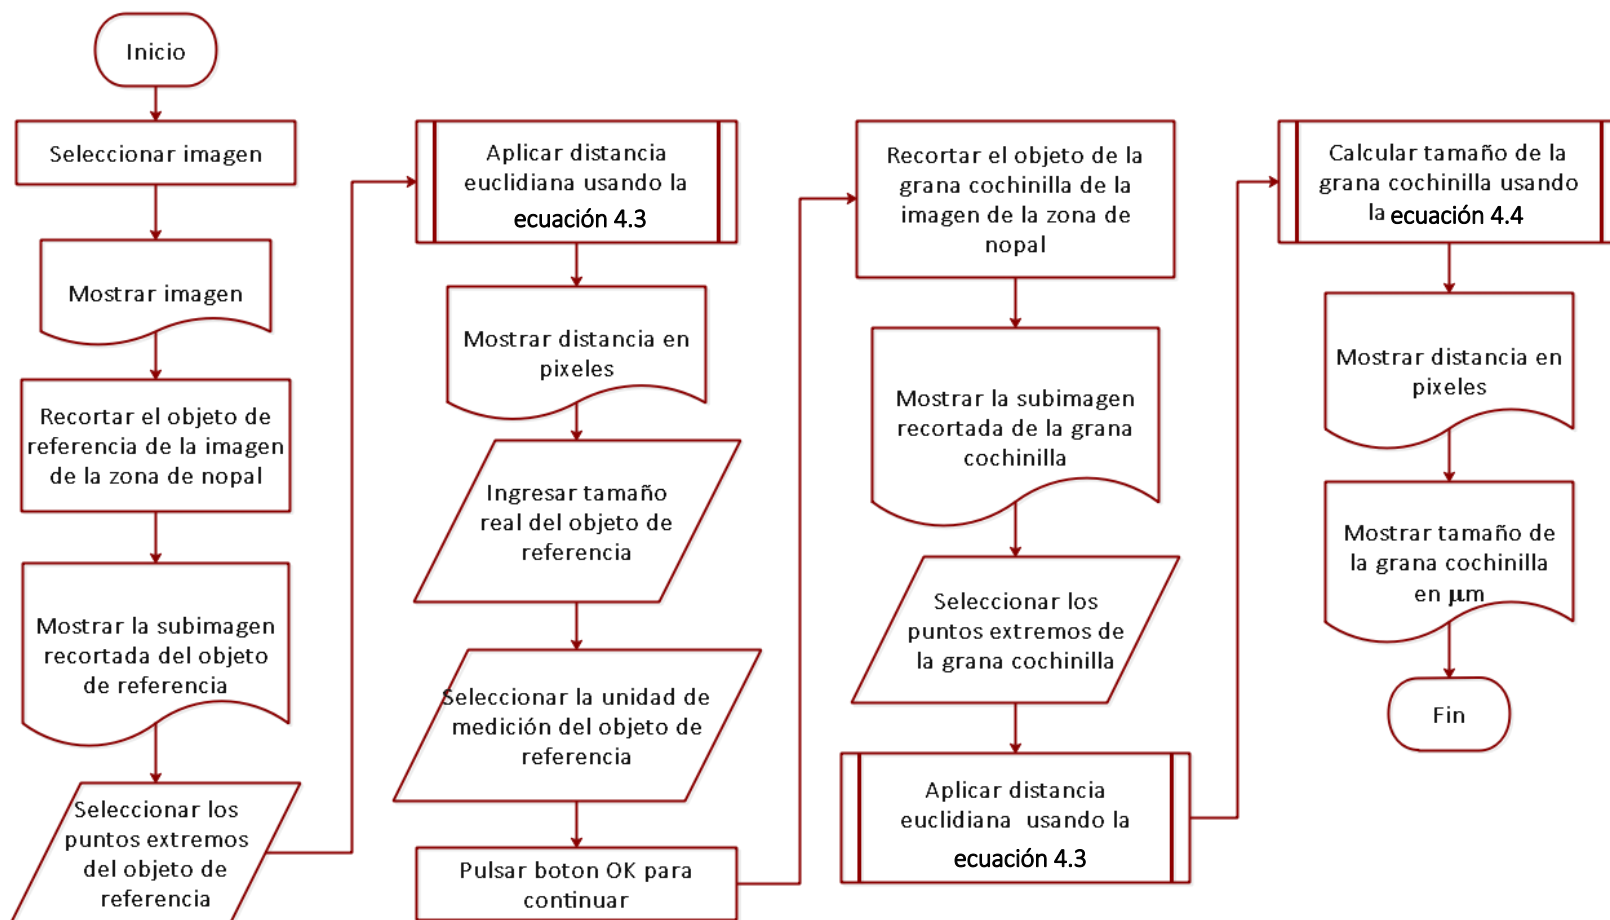 Inicio
Seleccionar imagen
Mostrar imagen
Recortar el objeto de
referencia de la imagen
de la zona de nopal
Mostrar la subimagen
recortada del objeto
de referencia
Seleccionar los
puntos extremos
del objeto de
referencia
Aplicar distancia
euclidiana usando la
ecuación 4.3
Mostrar distancia en
pixeles
Ingresar tamaño
real del objeto de
referencia
Seleccionar la unidad de
medición del objeto de
referencia
Pulsar boton OK para
continuar
Recortar el objeto de la
grana cochinilla de la
imagen de la zona de
nopal
Mostrar la subimagen
recortada de la grana
cochinilla
Seleccionar los
puntos extremos de
la grana cochinilla
Aplicar distancia
euclidiana usando la
ecuación 4.3
Calcular tamaño de la
grana cochinilla usando
la ecuación 4.4
Mostrar distancia en
pixeles
Mostrar tamaño de
la grana cochinilla
en μm
Fin